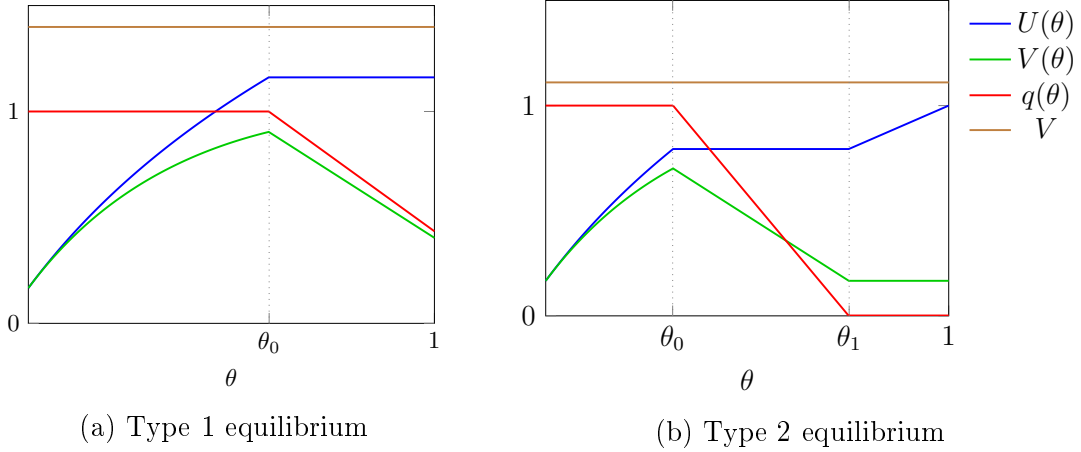 1
0
θ₀
1
θ
(a) Type 1 equilibrium
1
0
θ₀
θ₁
1
θ
(b) Type 2 equilibrium
U(θ)
V(θ)
q(θ)
V